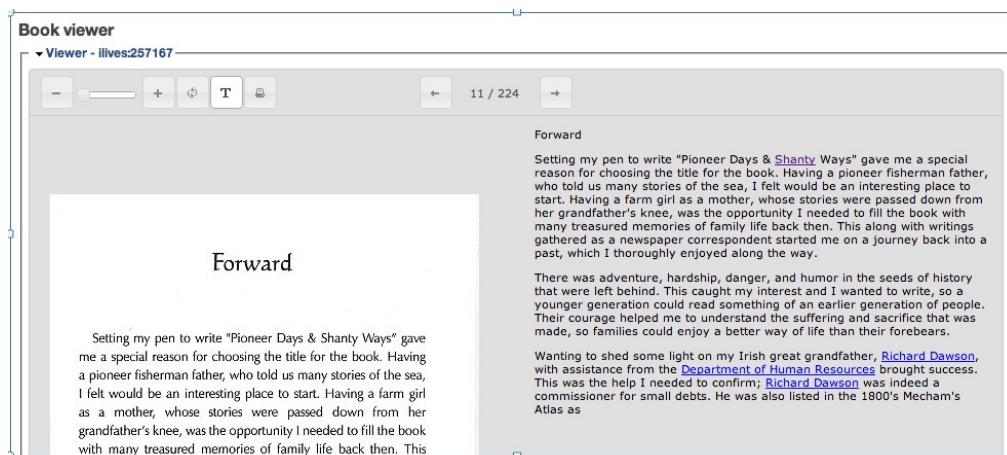 Book viewer
Viewer - ilives:257167
T
11 / 224
Forward
Setting my pen to write "Pioneer Days & Shanty Ways" gave
me a special reason for choosing the title for the book. Having
a pioneer fisherman father, who told us many stories of the sea,
I felt would be an interesting place to start. Having a farm girl
as a mother, whose stories were passed down from her
grandfather's knee, was the opportunity I needed to fill the book
with many treasured memories of family life back then. This
Forward
Setting my pen to write "Pioneer Days & Shanty Ways" gave me a special
reason for choosing the title for the book. Having a pioneer fisherman father,
who told us many stories of the sea, I felt would be an interesting place to
start. Having a farm girl as a mother, whose stories were passed down from
her grandfather's knee, was the opportunity I needed to fill the book with
many treasured memories of family life back then. This along with writings
gathered as a newspaper correspondent started me on a journey back into a
past, which I thoroughly enjoyed along the way.
There was adventure, hardship, danger, and humor in the seeds of history
that were left behind. This caught my interest and I wanted to write, so a
younger generation could read something of an earlier generation of people.
Their courage helped me to understand the suffering and sacrifice that was
made, so families could enjoy a better way of life than their forebears.
Wanting to shed some light on my Irish great grandfather, Richard Dawson,
with assistance from the Department of Human Resources brought success.
This was the help I needed to confirm; Richard Dawson was indeed a
commissioner for small debts. He was also listed in the 1800's Mecham's
Atlas as